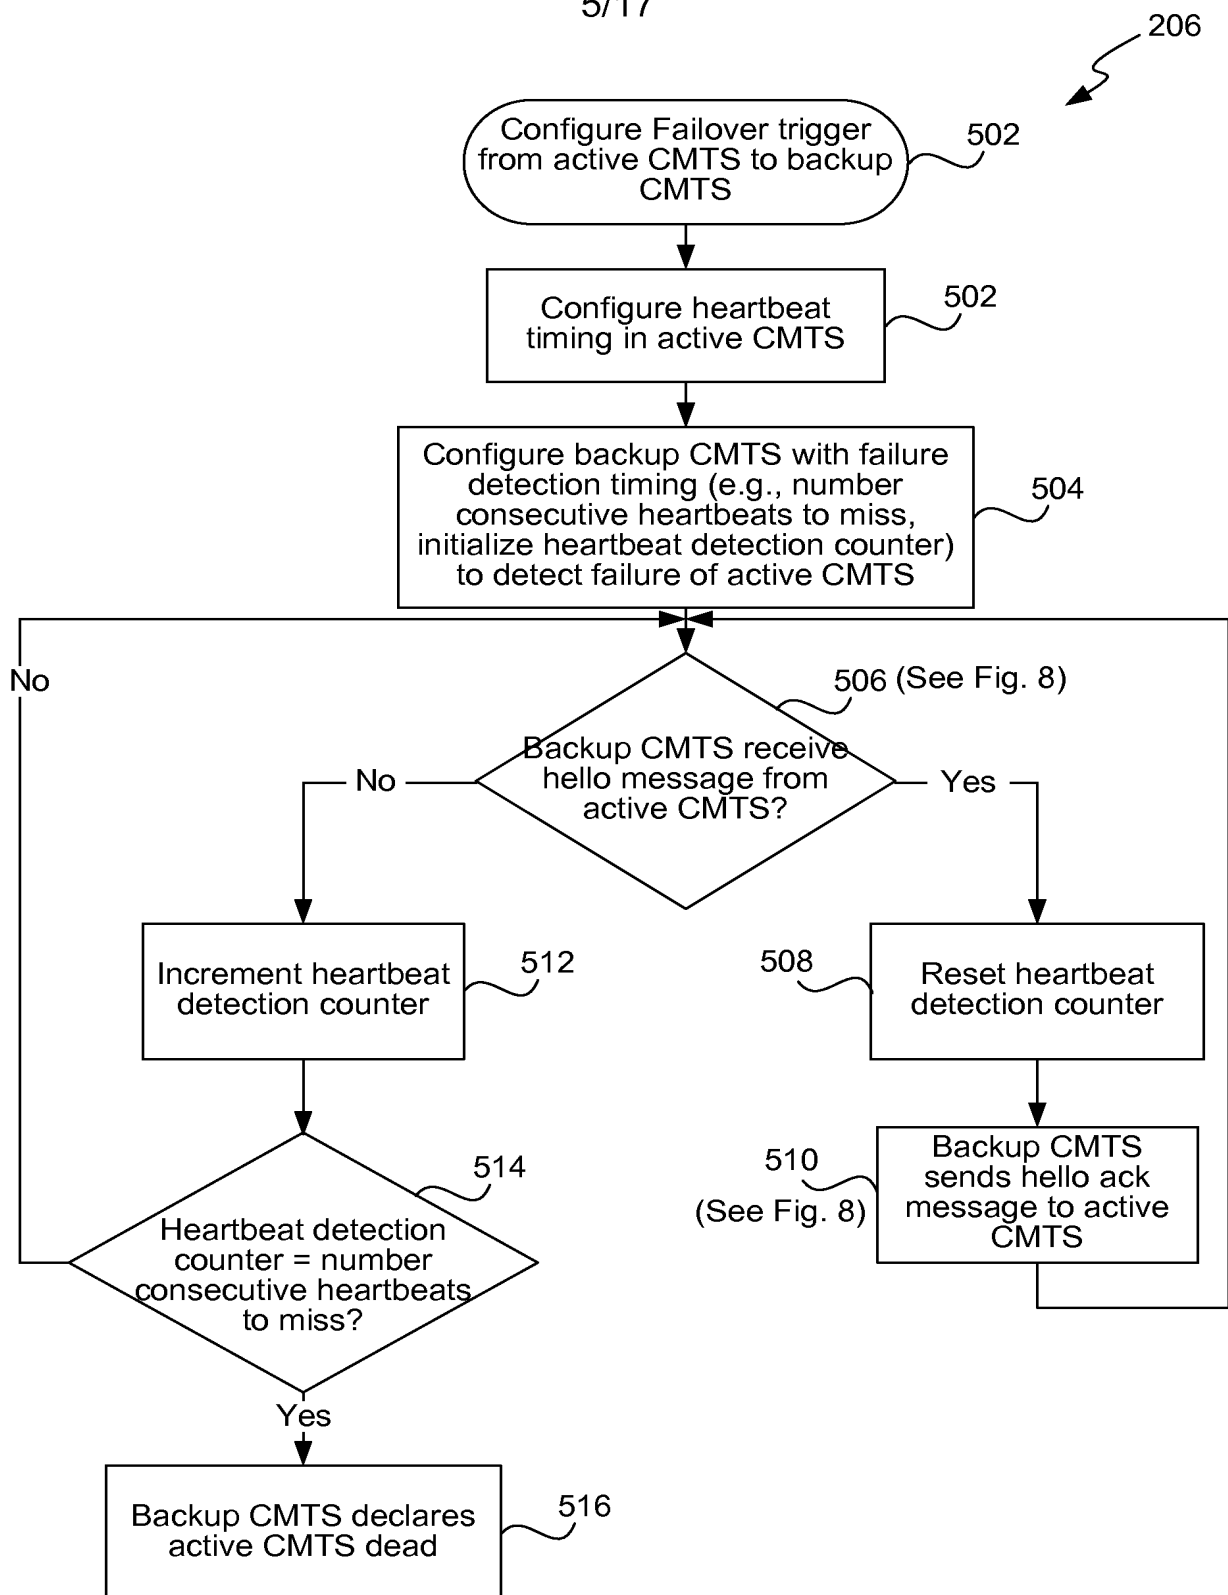 5/17
206
Configure Failover trigger
from active CMTS to backup
CMTS
502
Configure heartbeat
timing in active CMTS
502
Configure backup CMTS with failure
detection timing (e.g., number
consecutive heartbeats to miss,
initialize heartbeat detection counter)
to detect failure of active CMTS
504
No
506 (See Fig. 8)
Backup CMTS receive
hello message from
active CMTS?
No
Yes
Increment heartbeat
detection counter
512
508
Reset heartbeat
detection counter
514
Heartbeat detection
counter = number
consecutive heartbeats
to miss?
510
(See Fig. 8)
Backup CMTS
sends hello ack
message to active
CMTS
Yes
Backup CMTS declares
active CMTS dead
516